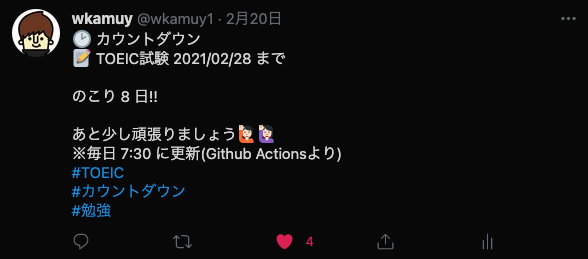 wkamuy @wkamuy1 · 2月20日
🕑 カウントダウン
📝 TOEIC試験 2021/02/28 まで
のこり 8 日!!
あと少し頑張りましょう🙋🏻🙋🏻‍♀️
※毎日 7:30 に更新(Github Actionsより)
#TOEIC
#カウントダウン
#勉強
4